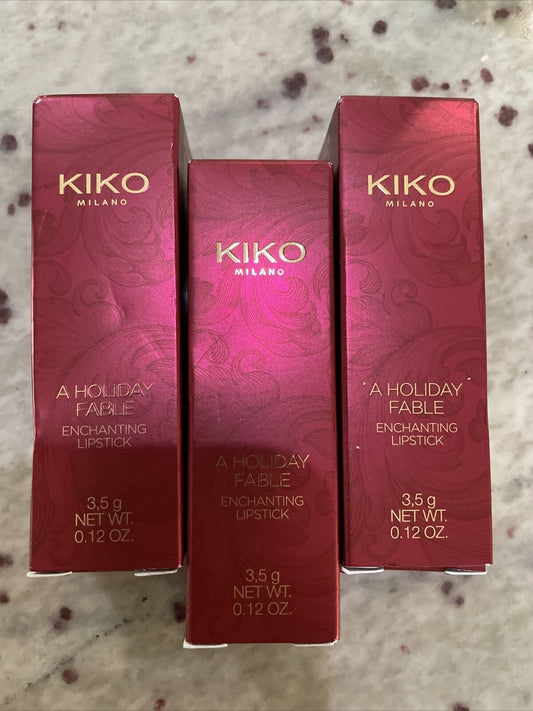 KIKO
MILANO
A HOLIDAY
FABLE
ENCHANTING
LIPSTICK
3,5 g
NET WT.
0.12 OZ.
KIKO
MILANO
A HOLIDAY
FABLE
ENCHANTING
LIPSTICK
3,5 g
NET WT.
0.12 OZ.
KIKO
MILANO
A HOLIDAY
FABLE
ENCHANTING
LIPSTICK
3,5 g
NET WT.
0.12 OZ.